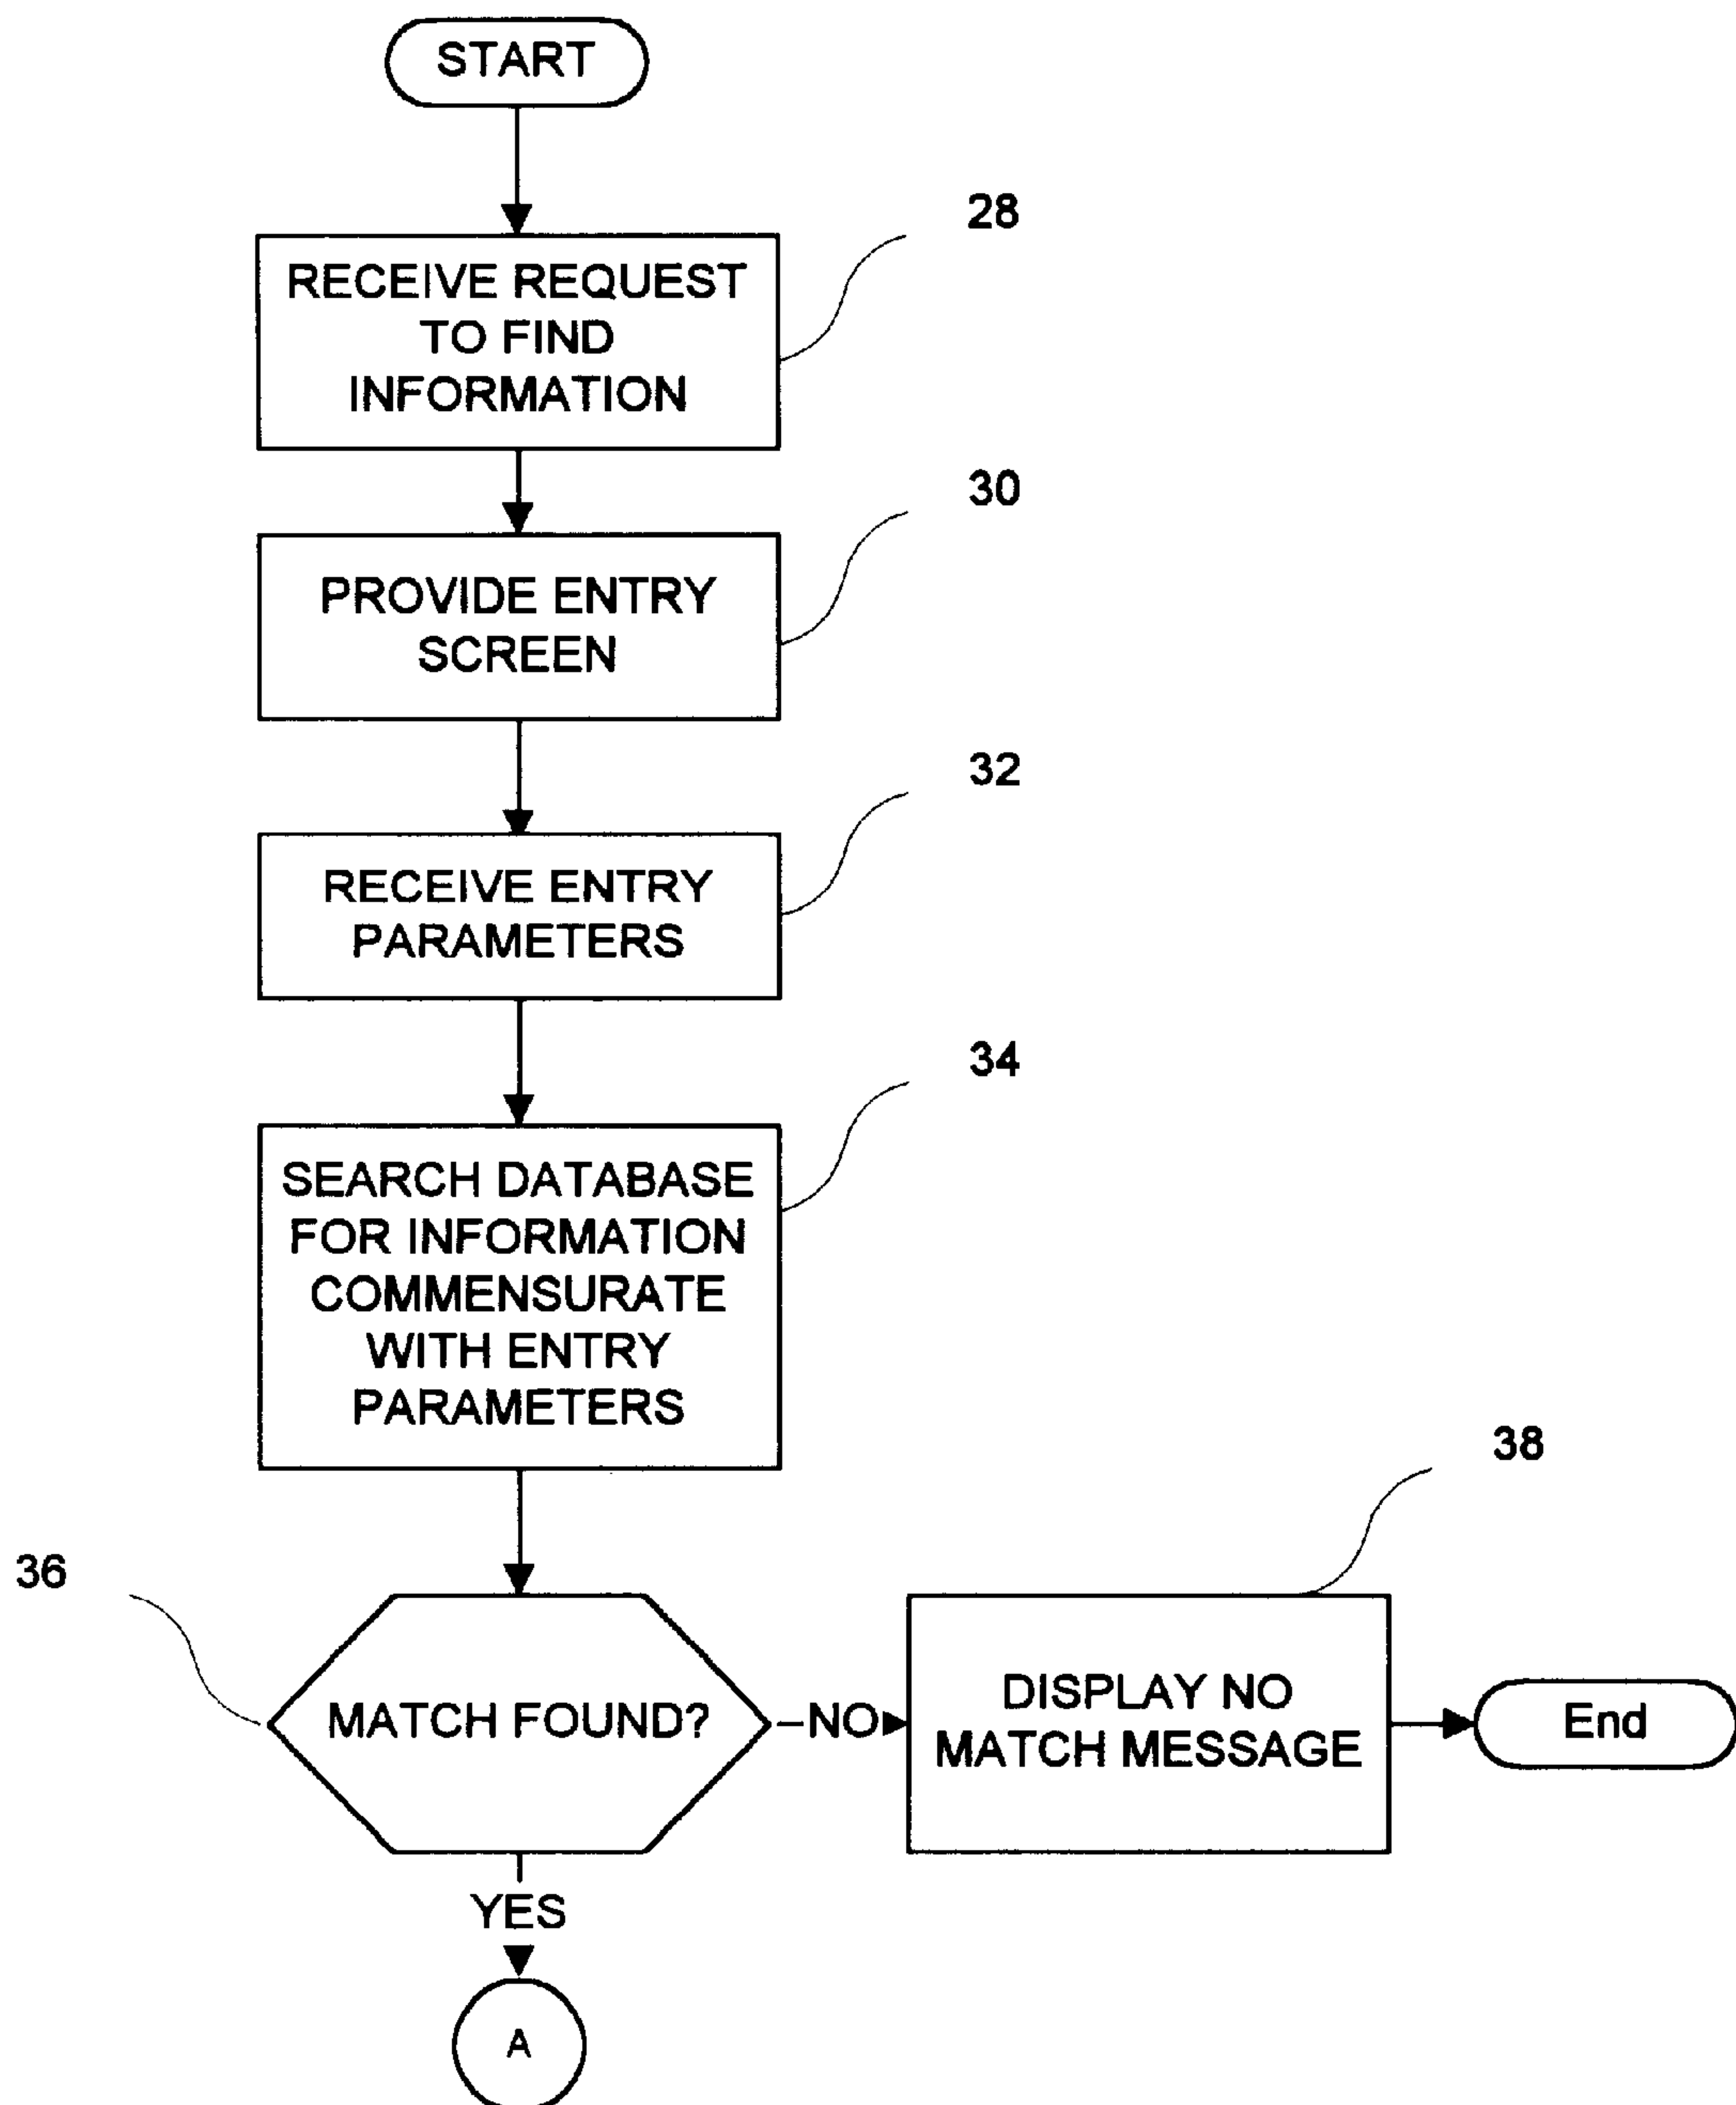 START
28
RECEIVE REQUEST
TO FIND
INFORMATION
30
PROVIDE ENTRY
SCREEN
32
RECEIVE ENTRY
PARAMETERS
34
SEARCH DATABASE
FOR INFORMATION
COMMENSURATE
WITH ENTRY
PARAMETERS
36
MATCH FOUND?
NO
38
DISPLAY NO
MATCH MESSAGE
End
YES
A